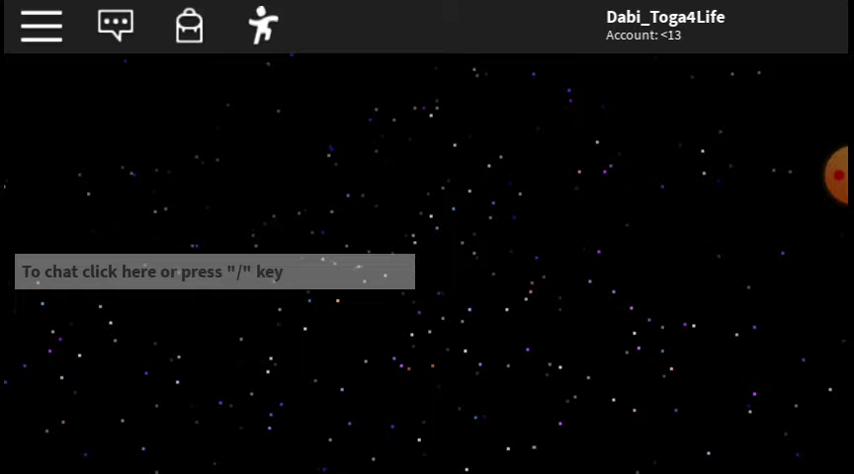 Dabi_Toga4Life
Account: <13
To chat click here or press "/" key